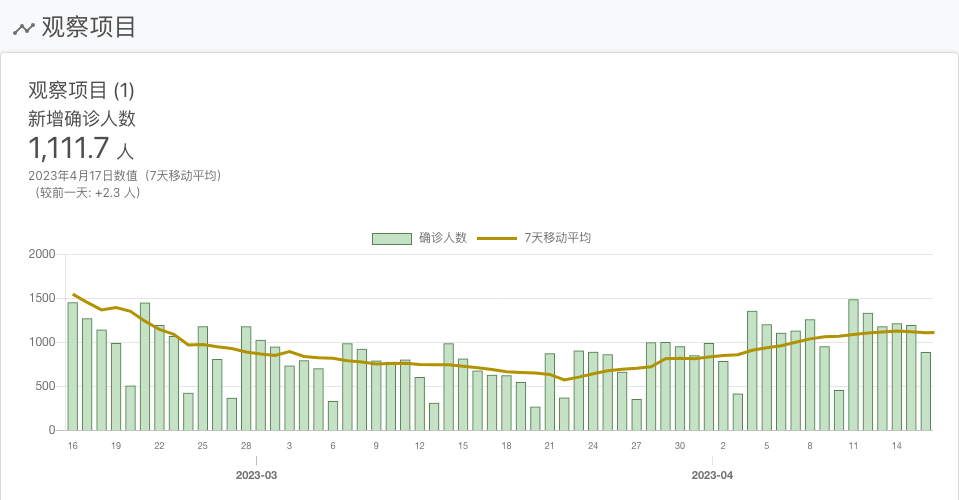 观察项目
观察项目 (1)
新增确诊人数
1,111.7 人
2023年4月17日数值（7天移动平均）
（较前一天: +2.3 人）
确诊人数 7天移动平均
2000
1500
1000
500
0
16 19 22 25 28 3 6 9 12 15 18 21 24 27 30 2 5 8 11 14
2023-03 2023-04